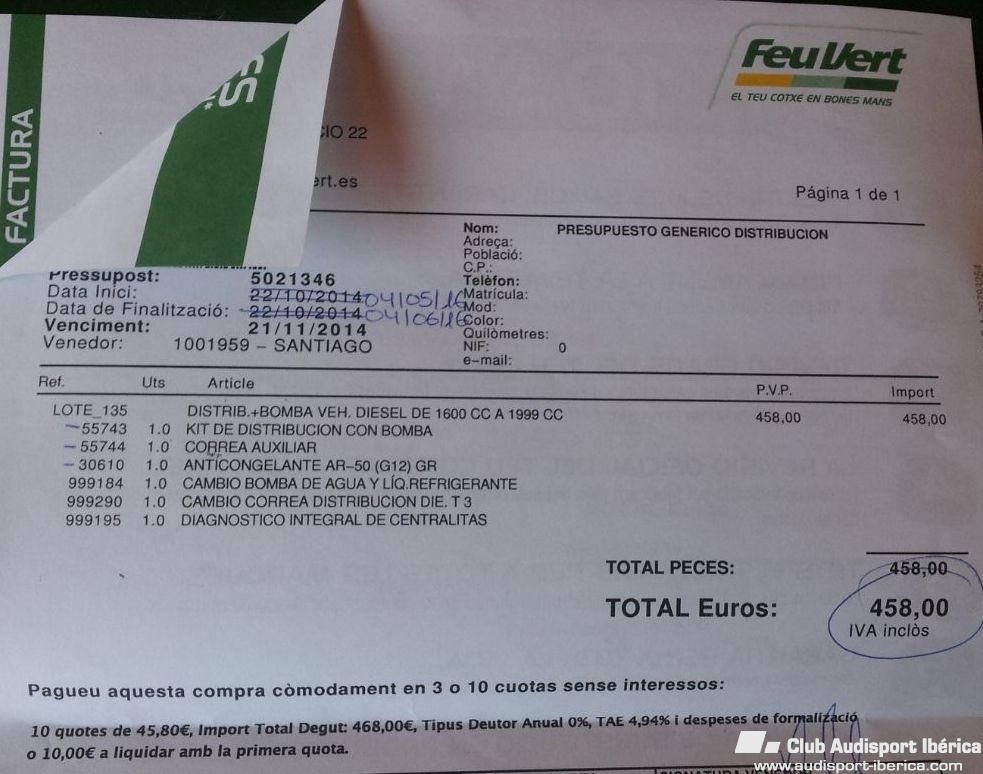 FACTURA
FeuVert
EL TEU COTXE EN BONES MANS
CIO 22
ert.es
Página 1 de 1
Nom: PRESUPUESTO GENERICO DISTRIBUCION
Adreça:
Població:
C.P.:
Telèfon:
Matrícula:
Mod:
Color:
Quilòmetres:
NIF: 0
e-mail:
Pressupost: 5021346
Data Inici: 22/10/2014 04/05/16
Data de Finalització: 22/10/2014 04/06/16
Venciment: 21/11/2014
Venedor: 1001959 – SANTIAGO
Ref. Uts Article P.V.P. Import
LOTE_135 DISTRIB.+BOMBA VEH. DIESEL DE 1600 CC A 1999 CC 458,00 458,00
55743 1.0 KIT DE DISTRIBUCION CON BOMBA
55744 1.0 CORREA AUXILIAR
30610 1.0 ANTICONGELANTE AR–50 (G12) GR
999184 1.0 CAMBIO BOMBA DE AGUA Y LÍQ.REFRIGERANTE
999290 1.0 CAMBIO CORREA DISTRIBUCION DIE. T 3
999195 1.0 DIAGNOSTICO INTEGRAL DE CENTRALITAS
TOTAL PECES: 458,00
TOTAL Euros: 458,00
IVA inclòs
Pagueu aquesta compra còmodament en 3 o 10 cuotas sense interessos:
10 quotes de 45,80€, Import Total Degut: 468,00€, Tipus Deutor Anual 0%, TAE 4,94% i despeses de formalizació
o 10,00€ a liquidar amb la primera quota.
Club Audisport Ibérica
www.audisport-iberica.com